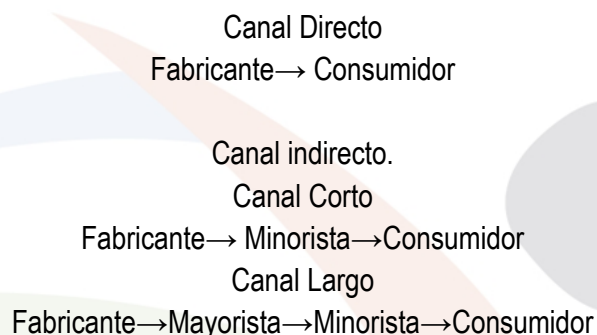 Canal Directo
Fabricante→ Consumidor
Canal indirecto.
Canal Corto
Fabricante→ Minorista→Consumidor
Canal Largo
Fabricante→Mayorista→Minorista→Consumidor